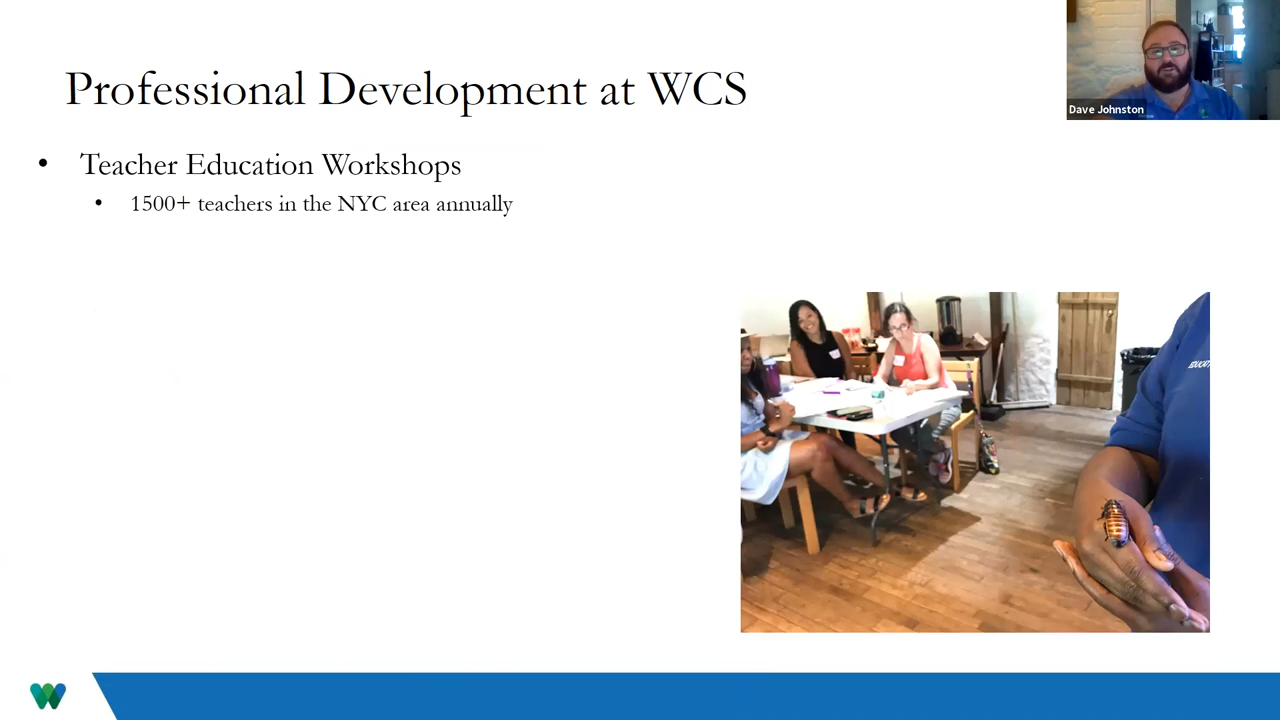 Professional Development at WCS
Dave Johnston
• Teacher Education Workshops
• 1500+ teachers in the NYC area annually